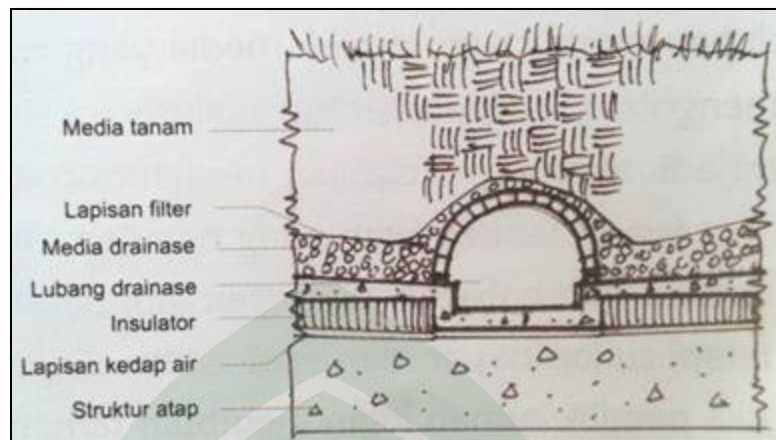 Media tanam
Lapisan filter
Media drainase
Lubang drainase
Insulator
Lapisan kedap air
Struktur atap